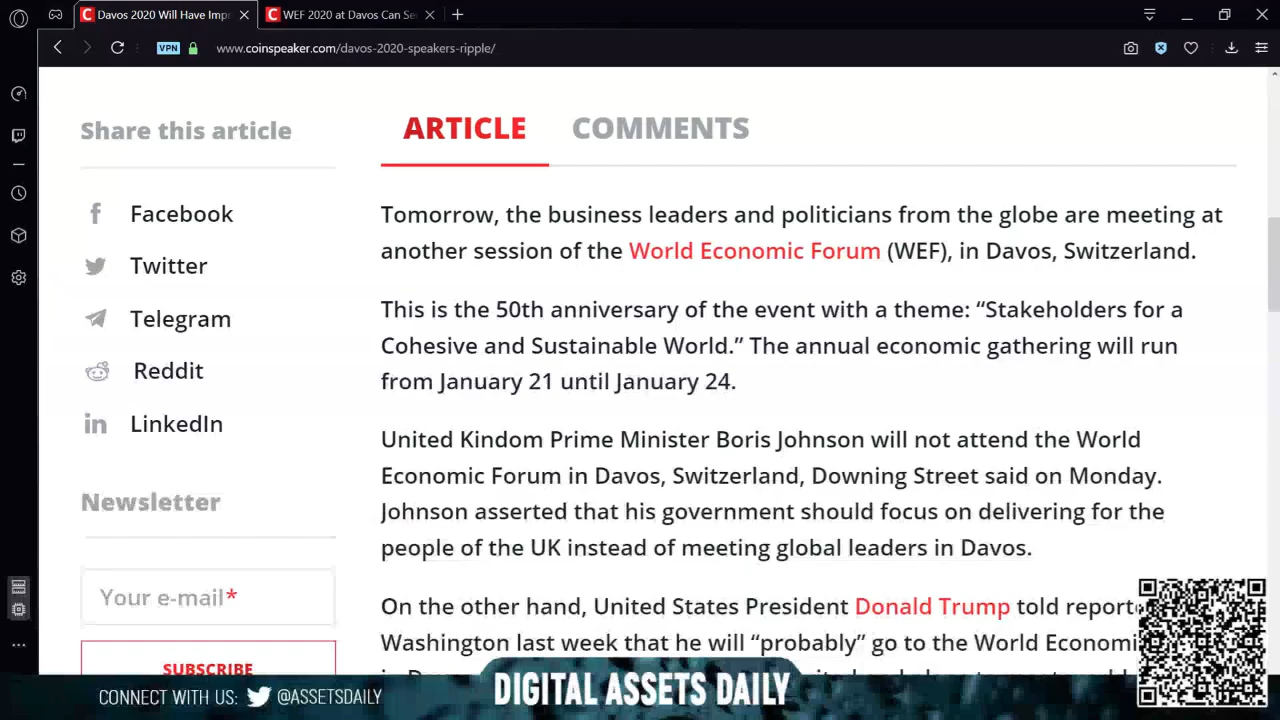 Davos 2020 Will Have Imp
WEF 2020 at Davos Can Se
VPN
www.coinspeaker.com/davos-2020-speakers-ripple/
Share this article
Facebook
Twitter
Telegram
Reddit
LinkedIn
Newsletter
Your e-mail*
SUBSCRIBE
ARTICLE COMMENTS
Tomorrow, the business leaders and politicians from the globe are meeting at
another session of the World Economic Forum (WEF), in Davos, Switzerland.
This is the 50th anniversary of the event with a theme: “Stakeholders for a
Cohesive and Sustainable World.” The annual economic gathering will run
from January 21 until January 24.
United Kindom Prime Minister Boris Johnson will not attend the World
Economic Forum in Davos, Switzerland, Downing Street said on Monday.
Johnson asserted that his government should focus on delivering for the
people of the UK instead of meeting global leaders in Davos.
On the other hand, United States President Donald Trump told report
Washington last week that he will “probably” go to the World Economi
CONNECT WITH US: @ASSETSDAILY
DIGITAL ASSETS DAILY